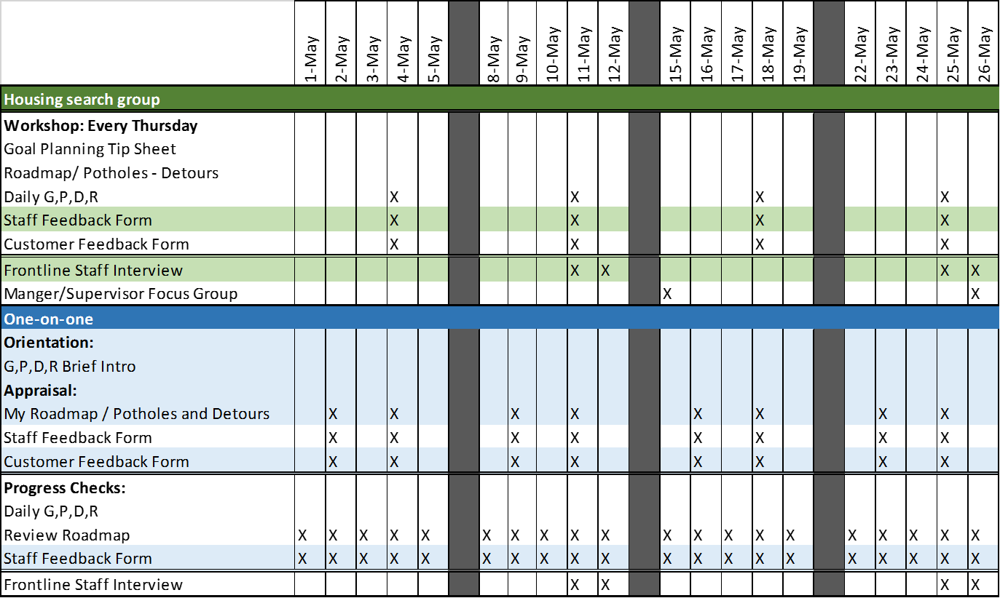 1-May 2-May 3-May 4-May 5-May 8-May 9-May 10-May 11-May 12-May 15-May 16-May 17-May 18-May 19-May 22-May 23-May 24-May 25-May 26-May
Housing search group
Workshop: Every Thursday
Goal Planning Tip Sheet
Roadmap/ Potholes - Detours
Daily G,P,D,R X X X X
Staff Feedback Form X X X X
Customer Feedback Form X X X X
Frontline Staff Interview X X X X
Manger/Supervisor Focus Group X X
One-on-one
Orientation:
G,P,D,R Brief Intro
Appraisal:
My Roadmap / Potholes and Detours X X X X X X X X
Staff Feedback Form X X X X X X X X
Customer Feedback Form X X X X X X X X
Progress Checks:
Daily G,P,D,R
Review Roadmap X X X X X X X X X X X X X X X X X X X X
Staff Feedback Form X X X X X X X X X X X X X X X X X X X X
Frontline Staff Interview X X X X